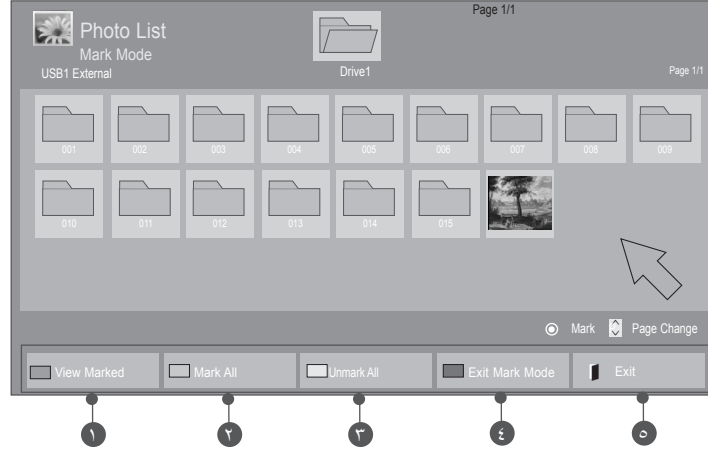 Page 1/1
Photo List
Mark Mode
USB1 External
Drive1
Page 1/1
001 002 003 004 005 006 007 008 009
010 011 012 013 014 015
Mark Page Change
View Marked Mark All Unmark All Exit Mark Mode Exit
١ ٢ ٣ ٤ ٥